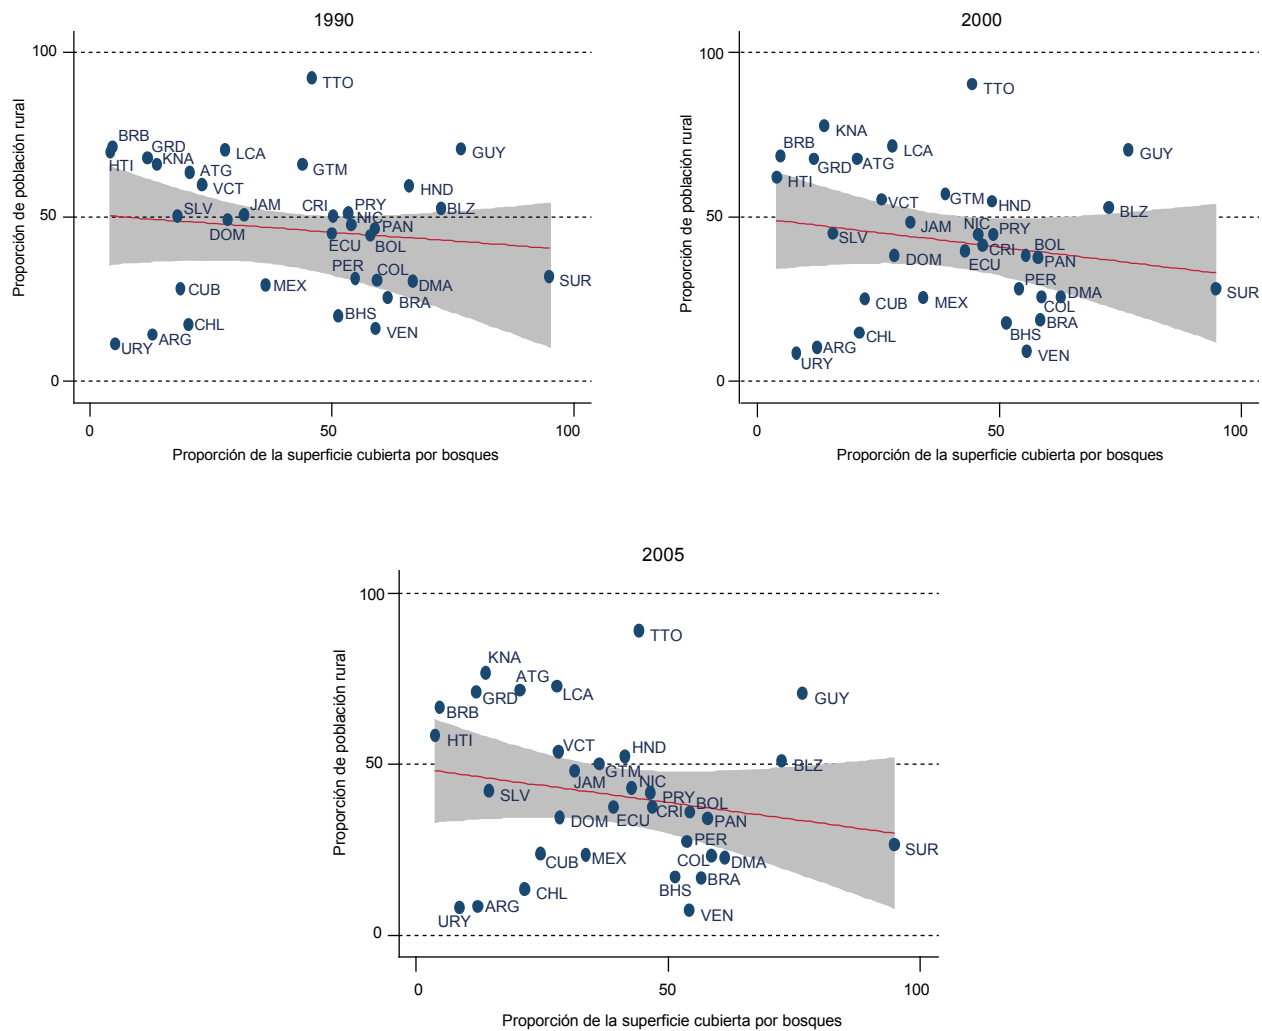 1990
100
50
0
Proporción de población rural
TTO
BRB
GRD
HTI
KNA
LCA
ATG
VCT
GTM
GUY
HND
SLV
JAM
DOM
CRI
PRY
NIC
PAN
BLZ
ECU
BOL
PER
COL
DMA
SUR
CUB
MEX
BRA
BHS
VEN
CHL
ARG
URY
0
50
100
Proporción de la superficie cubierta por bosques
2000
100
50
0
Proporción de población rural
TTO
KNA
BRB
LCA
GUY
GRD
ATG
HTI
VCT
GTM
HND
BLZ
JAM
NIC
PRY
SLV
CRI
BOL
DOM
ECU
PAN
PER
DMA
SUR
CUB
MEX
COL
BRA
BHS
CHL
ARG
VEN
URY
0
50
100
Proporción de la superficie cubierta por bosques
2005
100
50
0
Proporción de población rural
TTO
KNA
ATG
GRD
LCA
GUY
BRB
HTI
VCT
HND
GTM
BLZ
JAM
NIC
SLV
PRY
BOL
CRI
DOM
ECU
PAN
PER
SUR
CUB
MEX
COL
DMA
BRA
BHS
CHL
ARG
VEN
URY
0
50
100
Proporción de la superficie cubierta por bosques